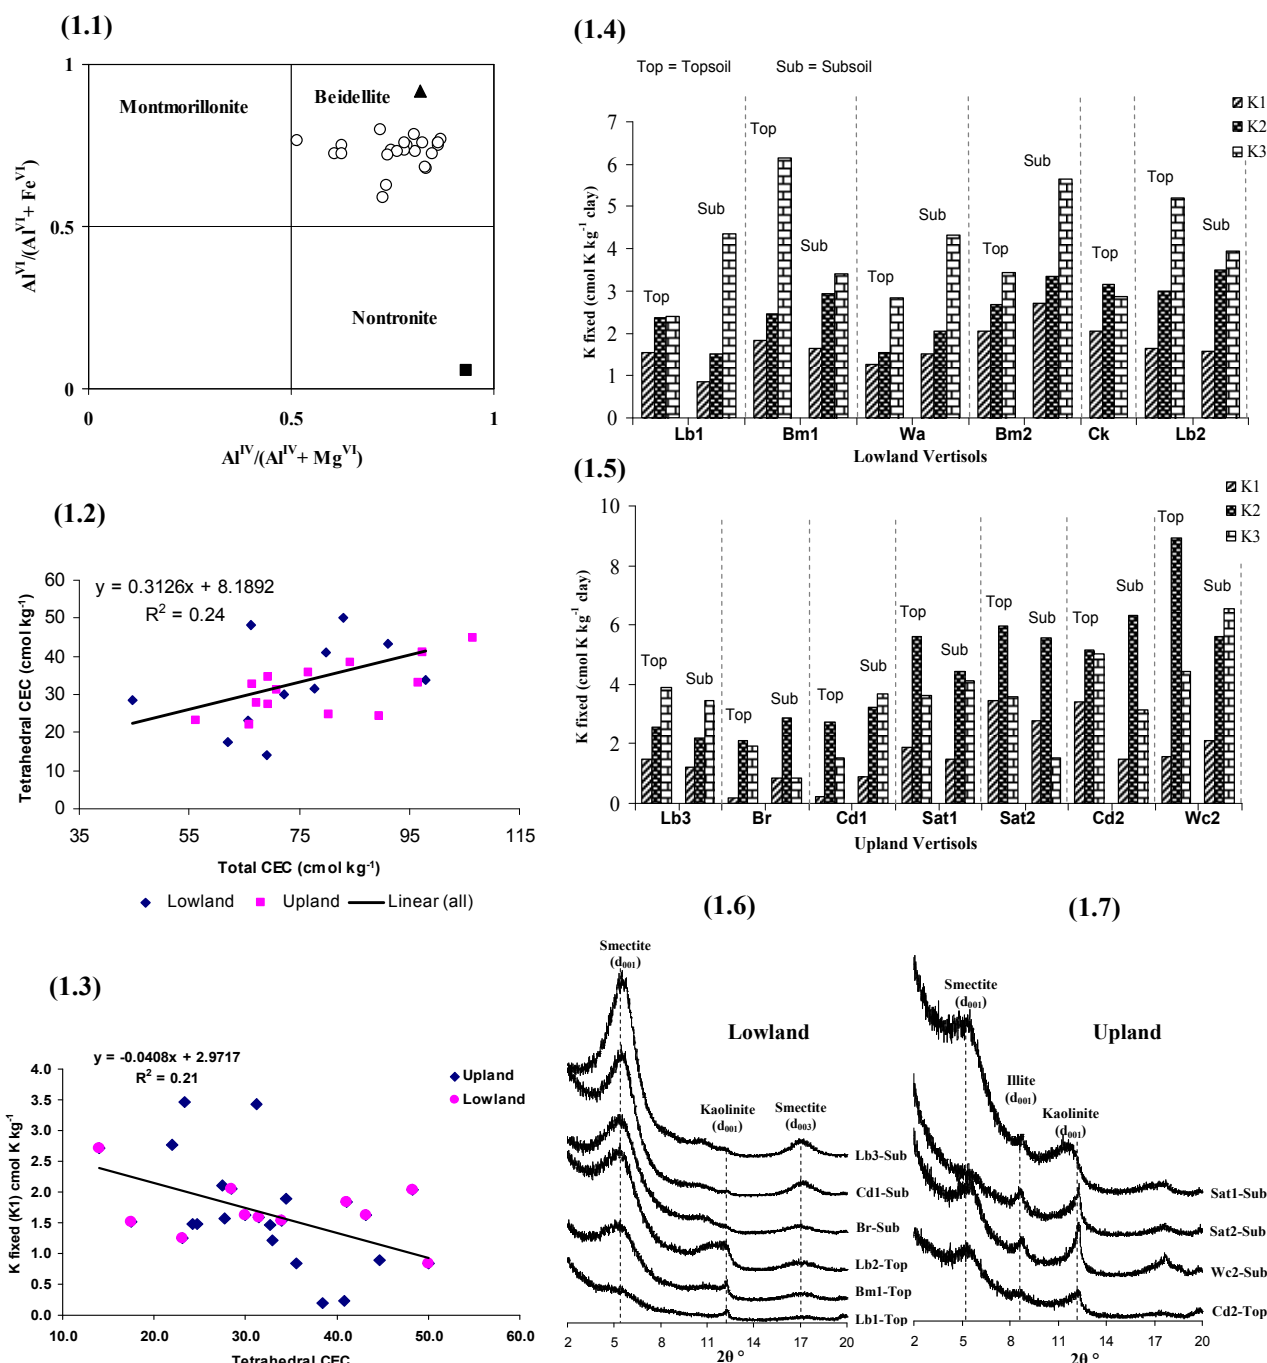 (1.1)
1
Montmorillonite
Beidellite
0.5
Nontronite
0
0
0.5
1
Al^VI/(Al^VI + Fe^VI)
Al^IV/(Al^IV + Mg^VI)
(1.4)
Top = Topsoil
Sub = Subsoil
K1
K2
K3
7
6
5
4
3
2
1
0
K fixed (cmol K kg^-1 clay)
Top
Sub
Top
Sub
Top
Sub
Top
Sub
Top
Top
Sub
Lb1
Bm1
Wa
Bm2
Ck
Lb2
Lowland Vertisols
(1.2)
y = 0.3126x + 8.1892
R² = 0.24
60
50
40
30
20
10
0
Tetrahedral CEC (cmol kg^-1)
35
55
75
95
115
Total CEC (cmol kg^-1)
Lowland
Upland
Linear (all)
(1.5)
K1
K2
K3
10
8
6
4
2
0
K fixed (cmol K kg^-1 clay)
Top
Sub
Top
Sub
Top
Sub
Top
Sub
Top
Sub
Top
Sub
Top
Sub
Lb3
Br
Cd1
Sat1
Sat2
Cd2
Wc2
Upland Vertisols
(1.3)
y = -0.0408x + 2.9717
R² = 0.21
Upland
Lowland
4.0
3.5
3.0
2.5
2.0
1.5
1.0
0.5
0.0
K fixed (K1) cmol K kg^-1
10.0
20.0
30.0
40.0
50.0
60.0
Tetrahedral CEC
(1.6)
Smectite
(d₀₀₁)
Lowland
Kaolinite
(d₀₀₁)
Smectite
(d₀₀₃)
Lb3-Sub
Cd1-Sub
Br-Sub
Lb2-Top
Bm1-Top
Lb1-Top
2
5
8
11
14
17
20
2θ °
(1.7)
Smectite
(d₀₀₁)
Upland
Illite
(d₀₀₁)
Kaolinite
(d₀₀₁)
Sat1-Sub
Sat2-Sub
Wc2-Sub
Cd2-Top
2
5
8
11
14
17
20
2θ °